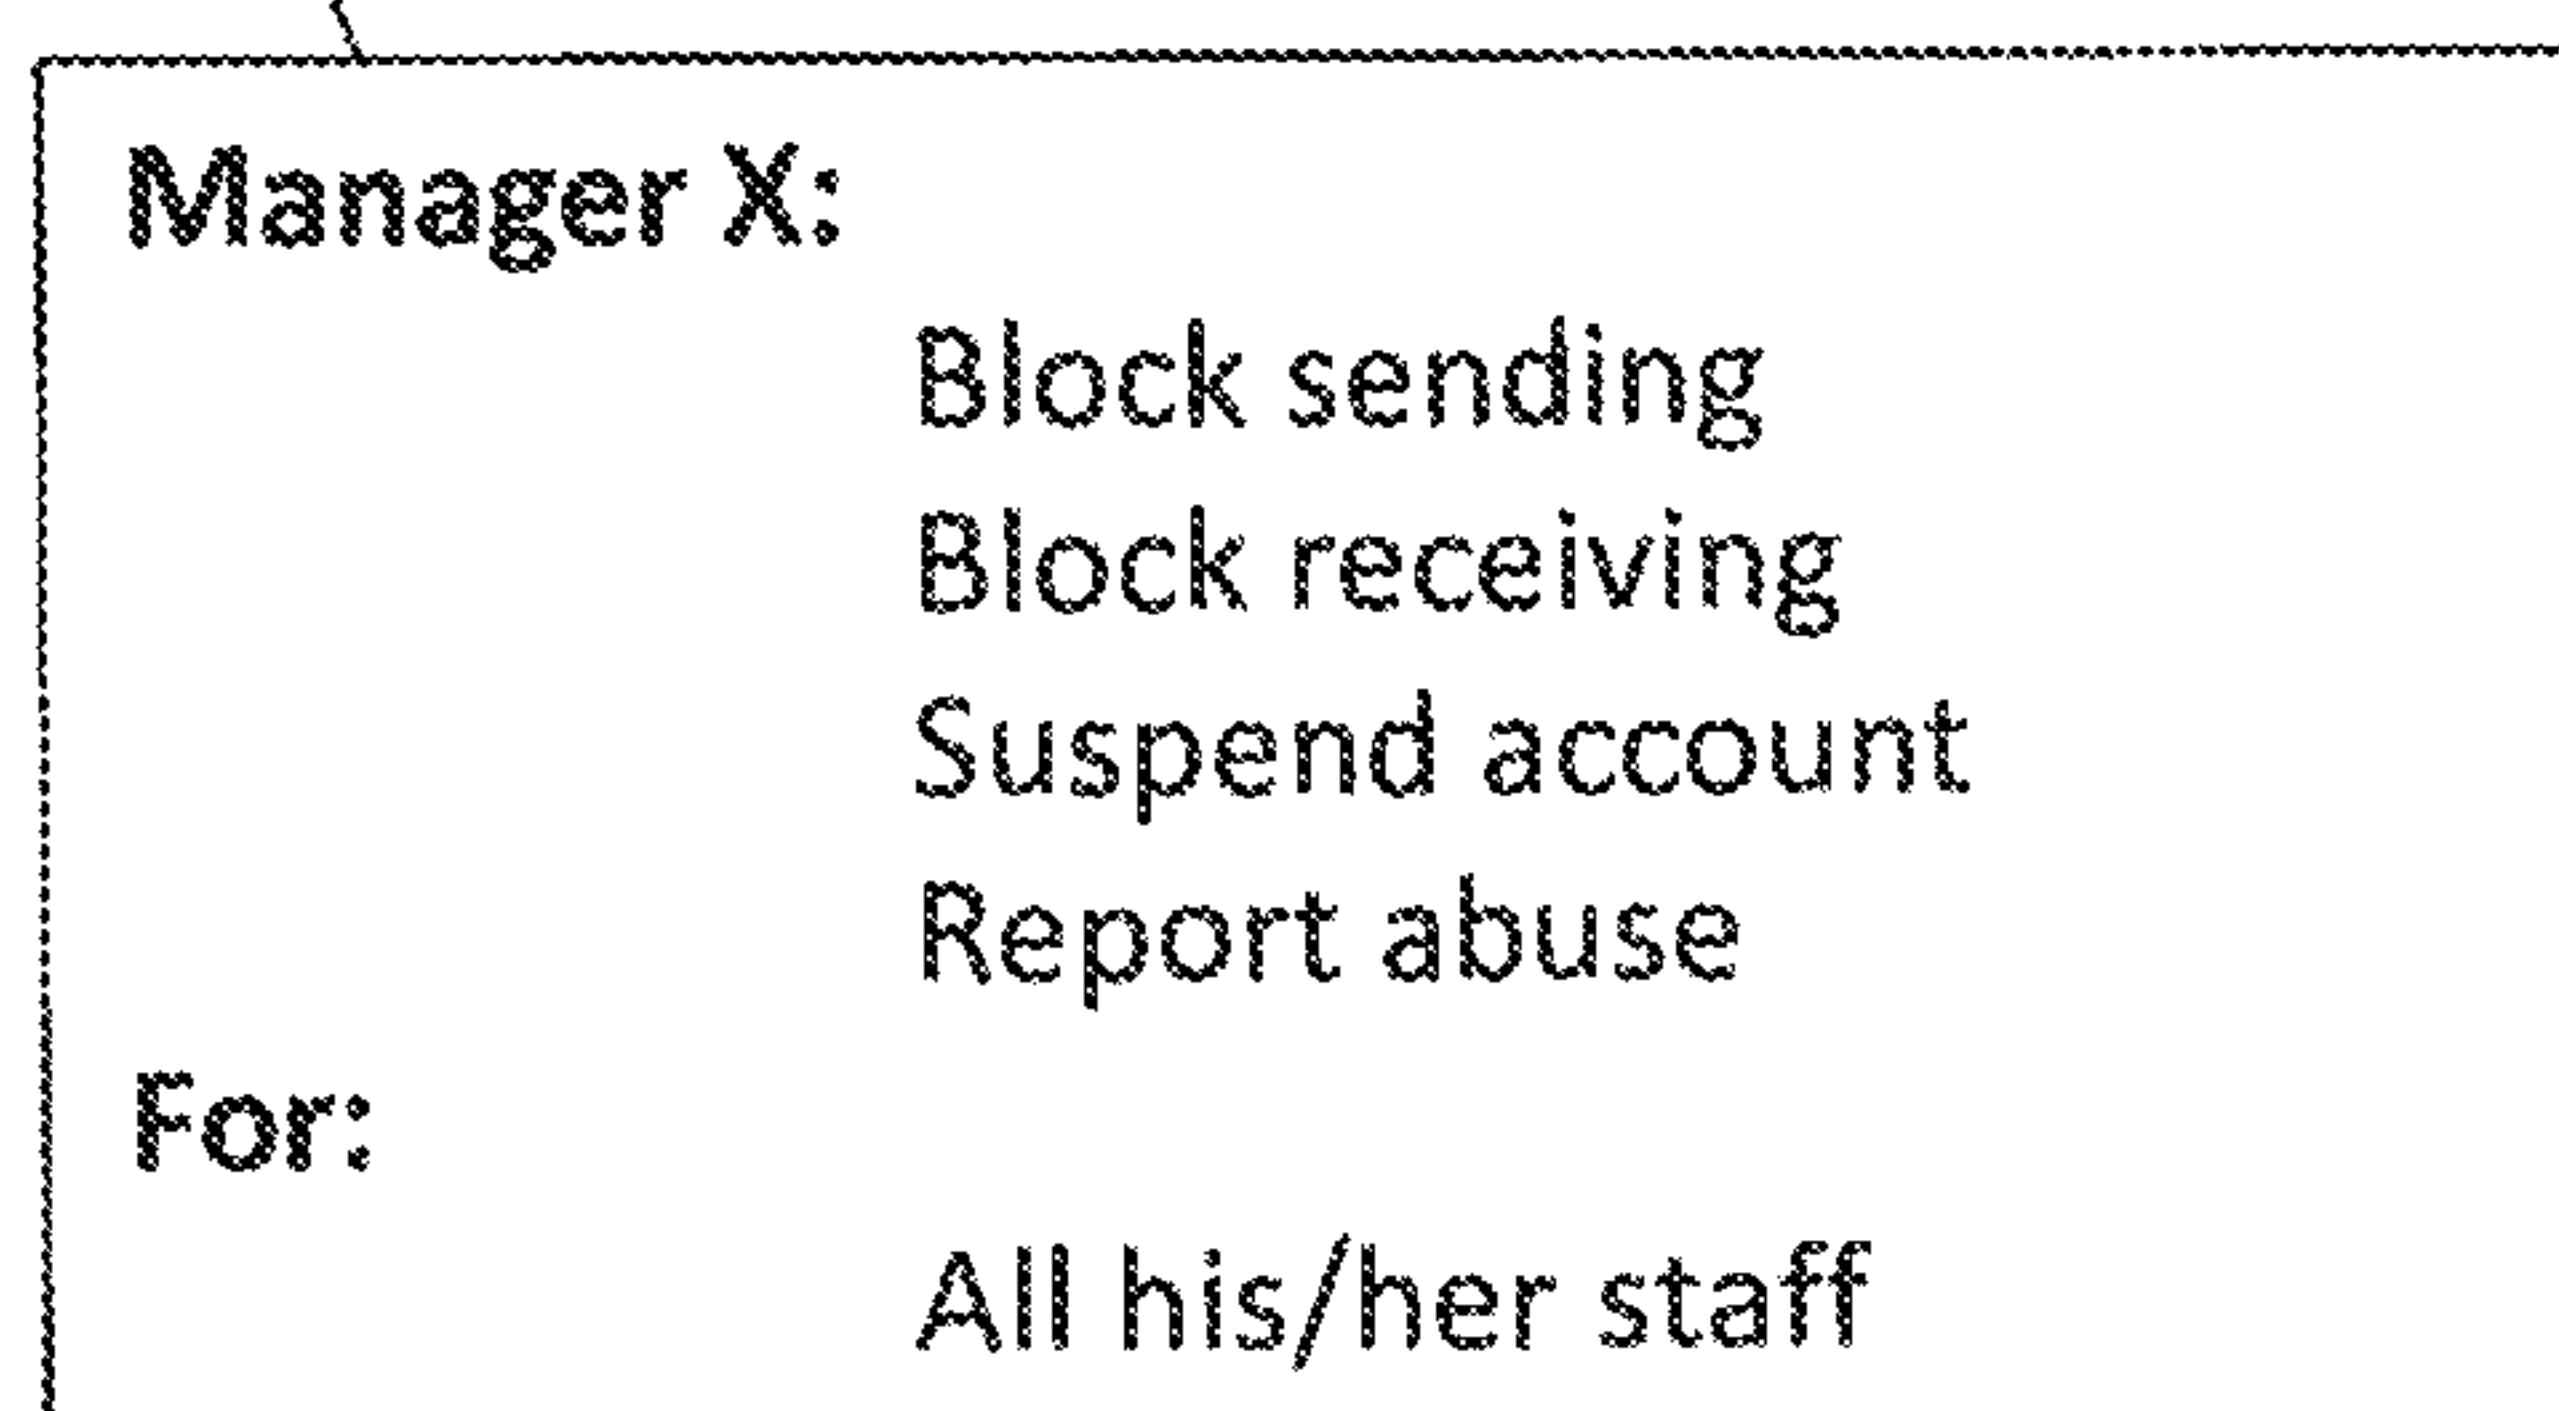 Manager X:
Block sending
Block receiving
Suspend account
Report abuse
For:
All his/her staff